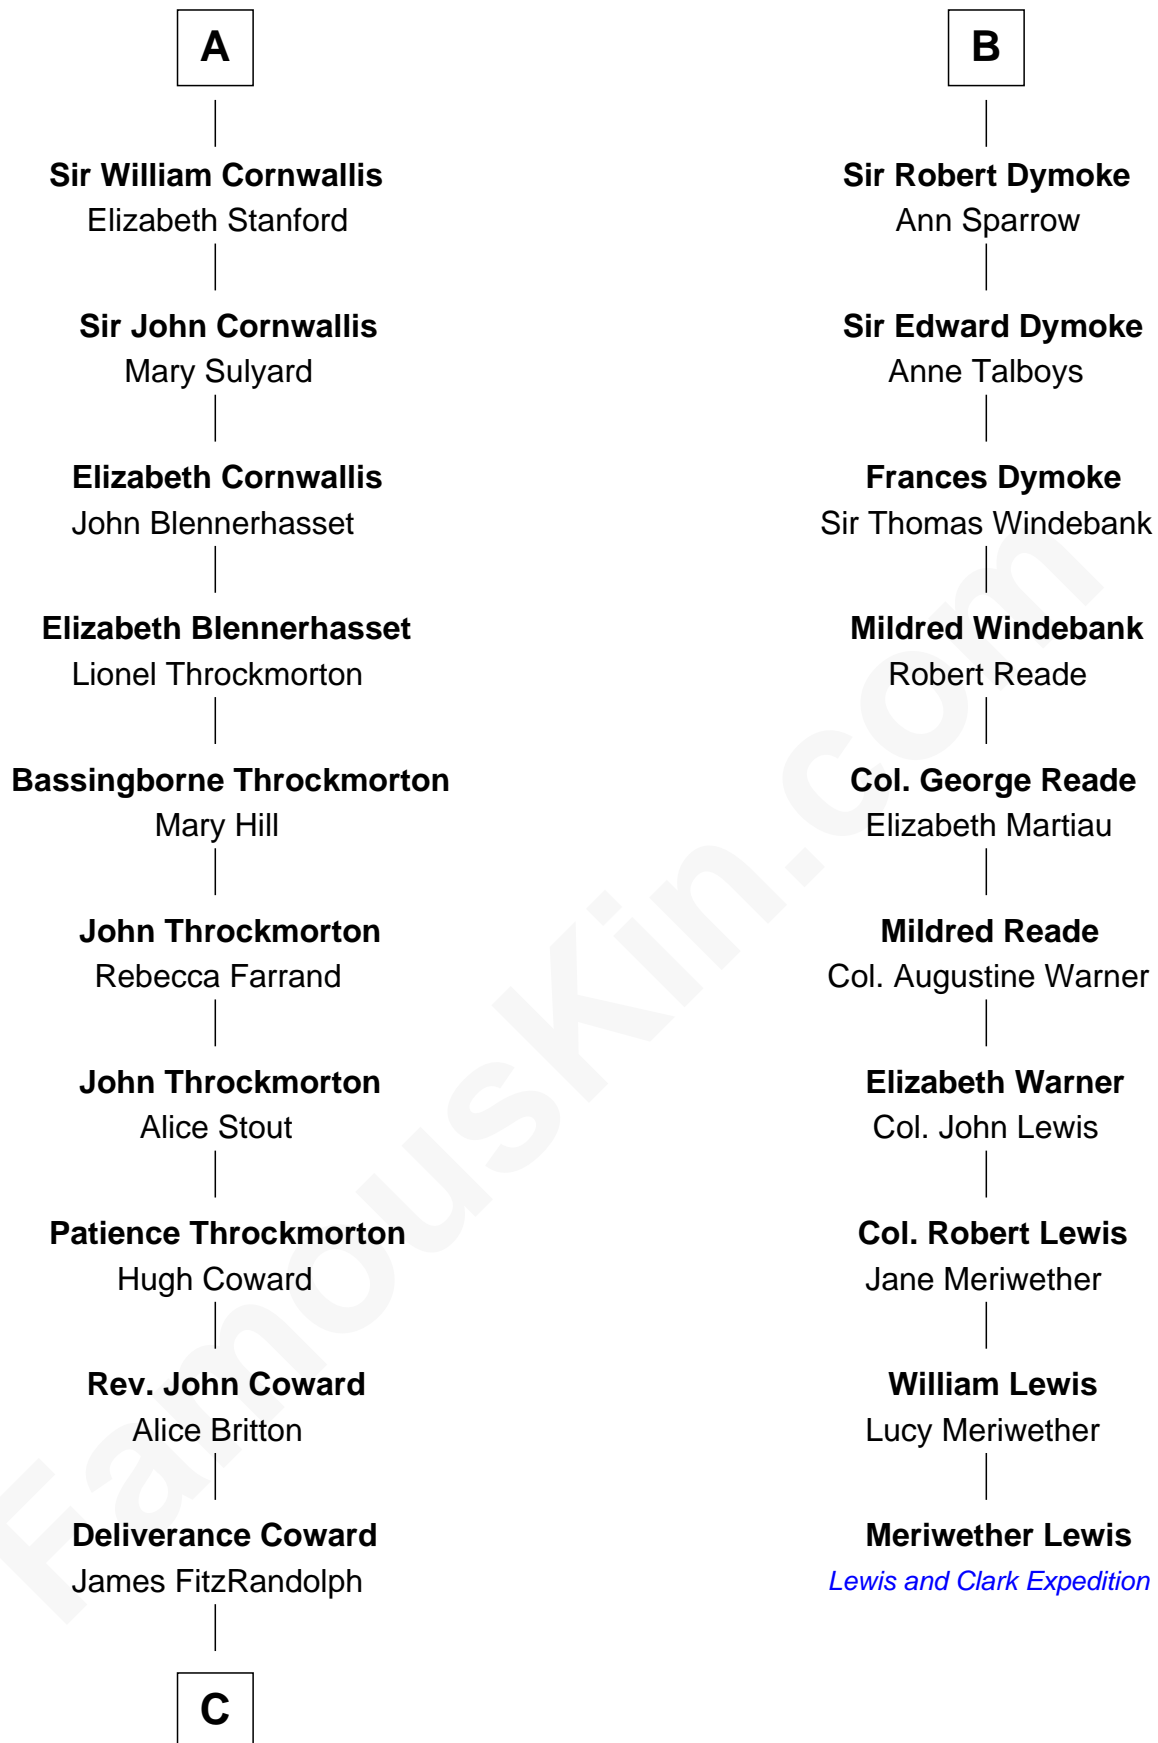 A
Sir William Cornwallis
Elizabeth Stanford
Sir John Cornwallis
Mary Sulyard
Elizabeth Cornwallis
John Blennerhasset
Elizabeth Blennerhasset
Lionel Throckmorton
Bassingborne Throckmorton
Mary Hill
John Throckmorton
Rebecca Farrand
John Throckmorton
Alice Stout
Patience Throckmorton
Hugh Coward
Rev. John Coward
Alice Britton
Deliverance Coward
James FitzRandolph
C
B
Sir Robert Dymoke
Ann Sparrow
Sir Edward Dymoke
Anne Talboys
Frances Dymoke
Sir Thomas Windebank
Mildred Windebank
Robert Reade
Col. George Reade
Elizabeth Martiau
Mildred Reade
Col. Augustine Warner
Elizabeth Warner
Col. John Lewis
Col. Robert Lewis
Jane Meriwether
William Lewis
Lucy Meriwether
Meriwether Lewis
Lewis and Clark Expedition
FamousKin.com